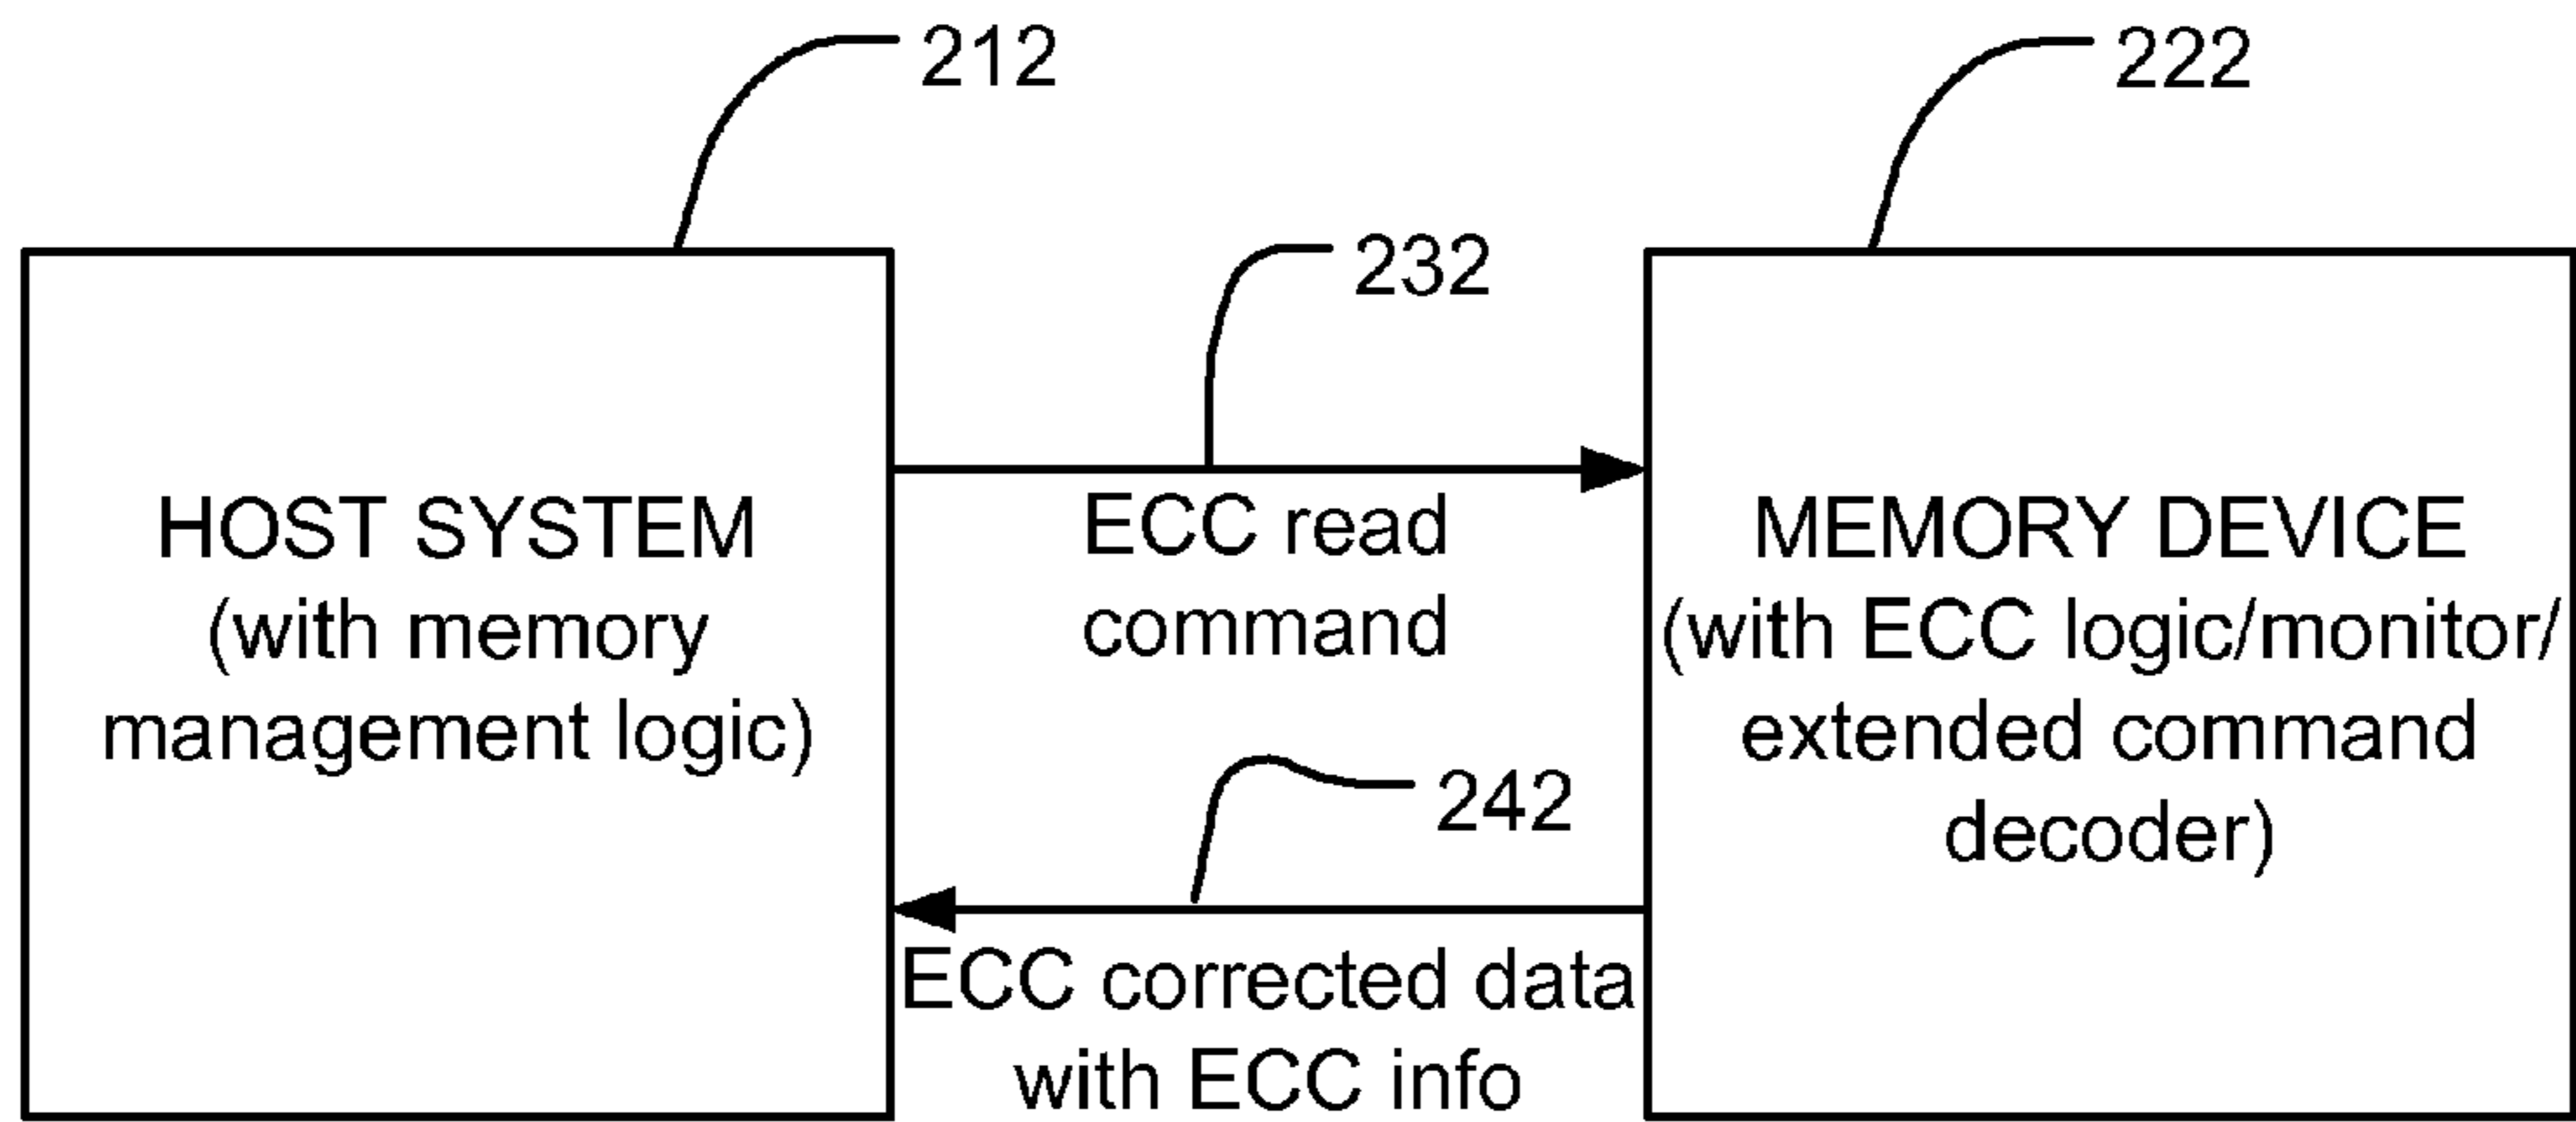 212
222
232
HOST SYSTEM
(with memory
management logic)
ECC read
command
MEMORY DEVICE
(with ECC logic/monitor/
extended command
decoder)
242
ECC corrected data
with ECC info